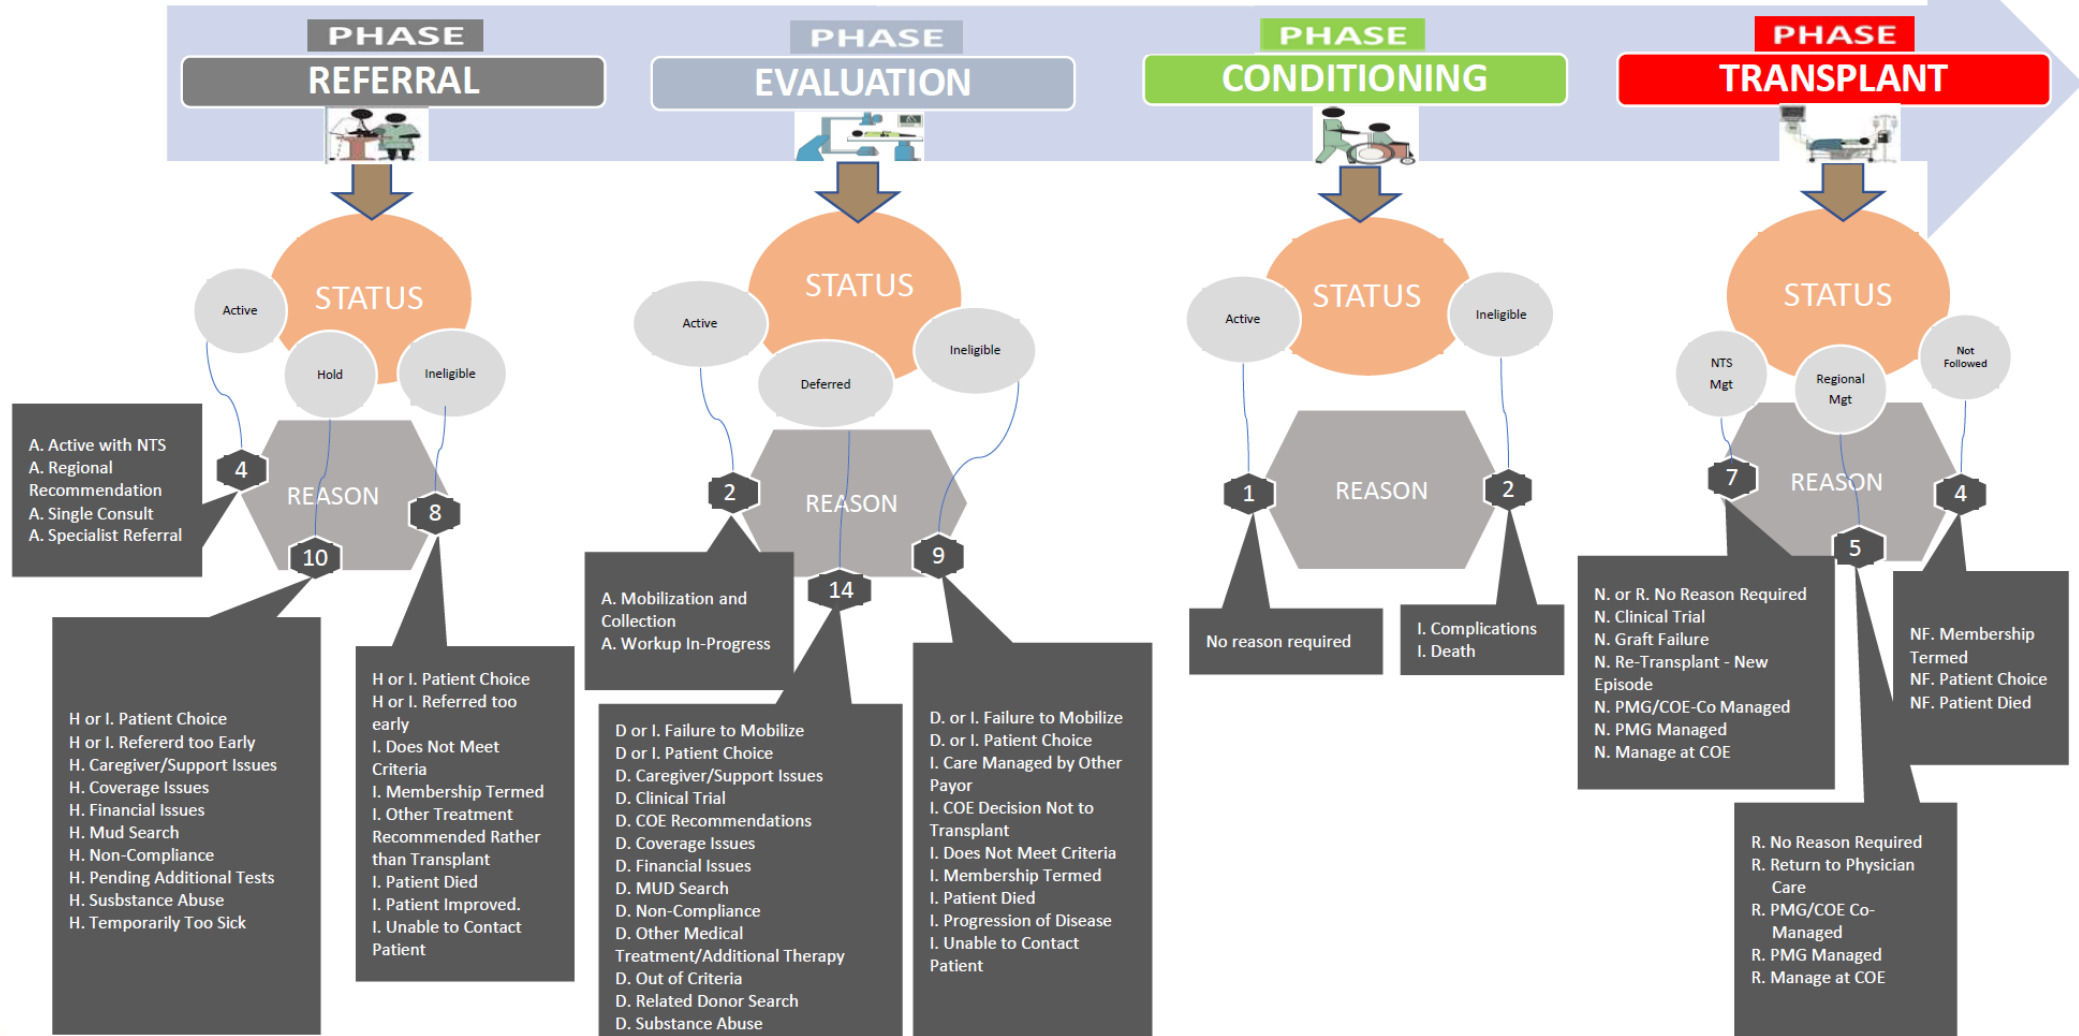 PHASE
REFERRAL
PHASE
EVALUATION
PHASE
CONDITIONING
PHASE
TRANSPLANT
STATUS
Active
Hold
Ineligible
REASON
4
10
8
A. Active with NTS
A. Regional
Recommendation
A. Single Consult
A. Specialist Referral
H or I. Patient Choice
H or I. Refererd too Early
H. Caregiver/Support Issues
H. Coverage Issues
H. Financial Issues
H. Mud Search
H. Non-Compliance
H. Pending Additional Tests
H. Susbstance Abuse
H. Temporarily Too Sick
H or I. Patient Choice
H or I. Referred too
early
I. Does Not Meet
Criteria
I. Membership Termed
I. Other Treatment
Recommended Rather
than Transplant
I. Patient Died
I. Patient Improved.
I. Unable to Contact
Patient
STATUS
Active
Deferred
Ineligible
REASON
2
14
9
A. Mobilization and
Collection
A. Workup In-Progress
D or I. Failure to Mobilize
D or I. Patient Choice
D. Caregiver/Support Issues
D. Clinical Trial
D. COE Recommendations
D. Coverage Issues
D. Financial Issues
D. MUD Search
D. Non-Compliance
D. Other Medical
Treatment/Additional Therapy
D. Out of Criteria
D. Related Donor Search
D. Substance Abuse
D. or I. Failure to Mobilize
D. or I. Patient Choice
I. Care Managed by Other
Payor
I. COE Decision Not to
Transplant
I. Does Not Meet Criteria
I. Membership Termed
I. Patient Died
I. Progression of Disease
I. Unable to Contact
Patient
STATUS
Active
Ineligible
REASON
1
2
No reason required
I. Complications
I. Death
STATUS
NTS
Mgt
Regional
Mgt
Not
Followed
REASON
7
5
4
N. or R. No Reason Required
N. Clinical Trial
N. Graft Failure
N. Re-Transplant - New
Episode
N. PMG/COE-Co Managed
N. PMG Managed
N. Manage at COE
R. No Reason Required
R. Return to Physician
Care
R. PMG/COE Co-
Managed
R. PMG Managed
R. Manage at COE
NF. Membership
Termed
NF. Patient Choice
NF. Patient Died